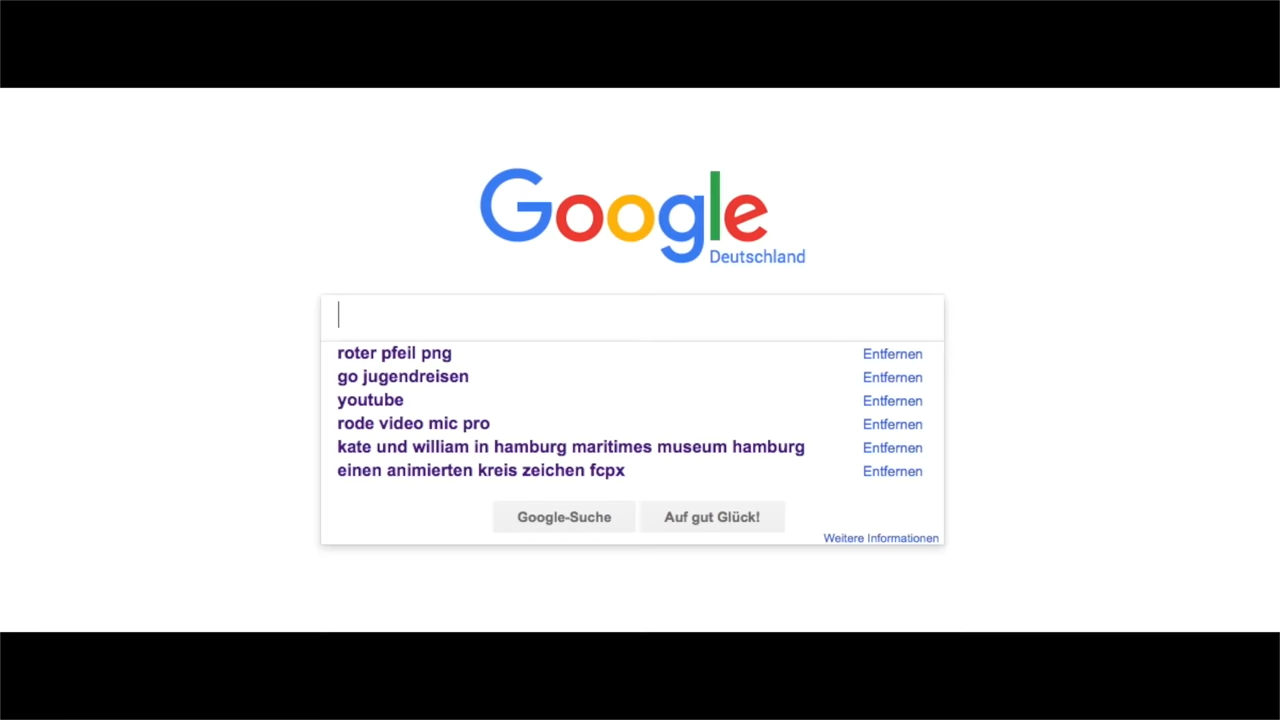 Google
Deutschland
roter pfeil png Entfernen
go jugendreisen Entfernen
youtube Entfernen
rode video mic pro Entfernen
kate und william in hamburg maritimes museum hamburg Entfernen
einen animierten kreis zeichen fcpx Entfernen
Google-Suche Auf gut Glück!
Weitere Informationen